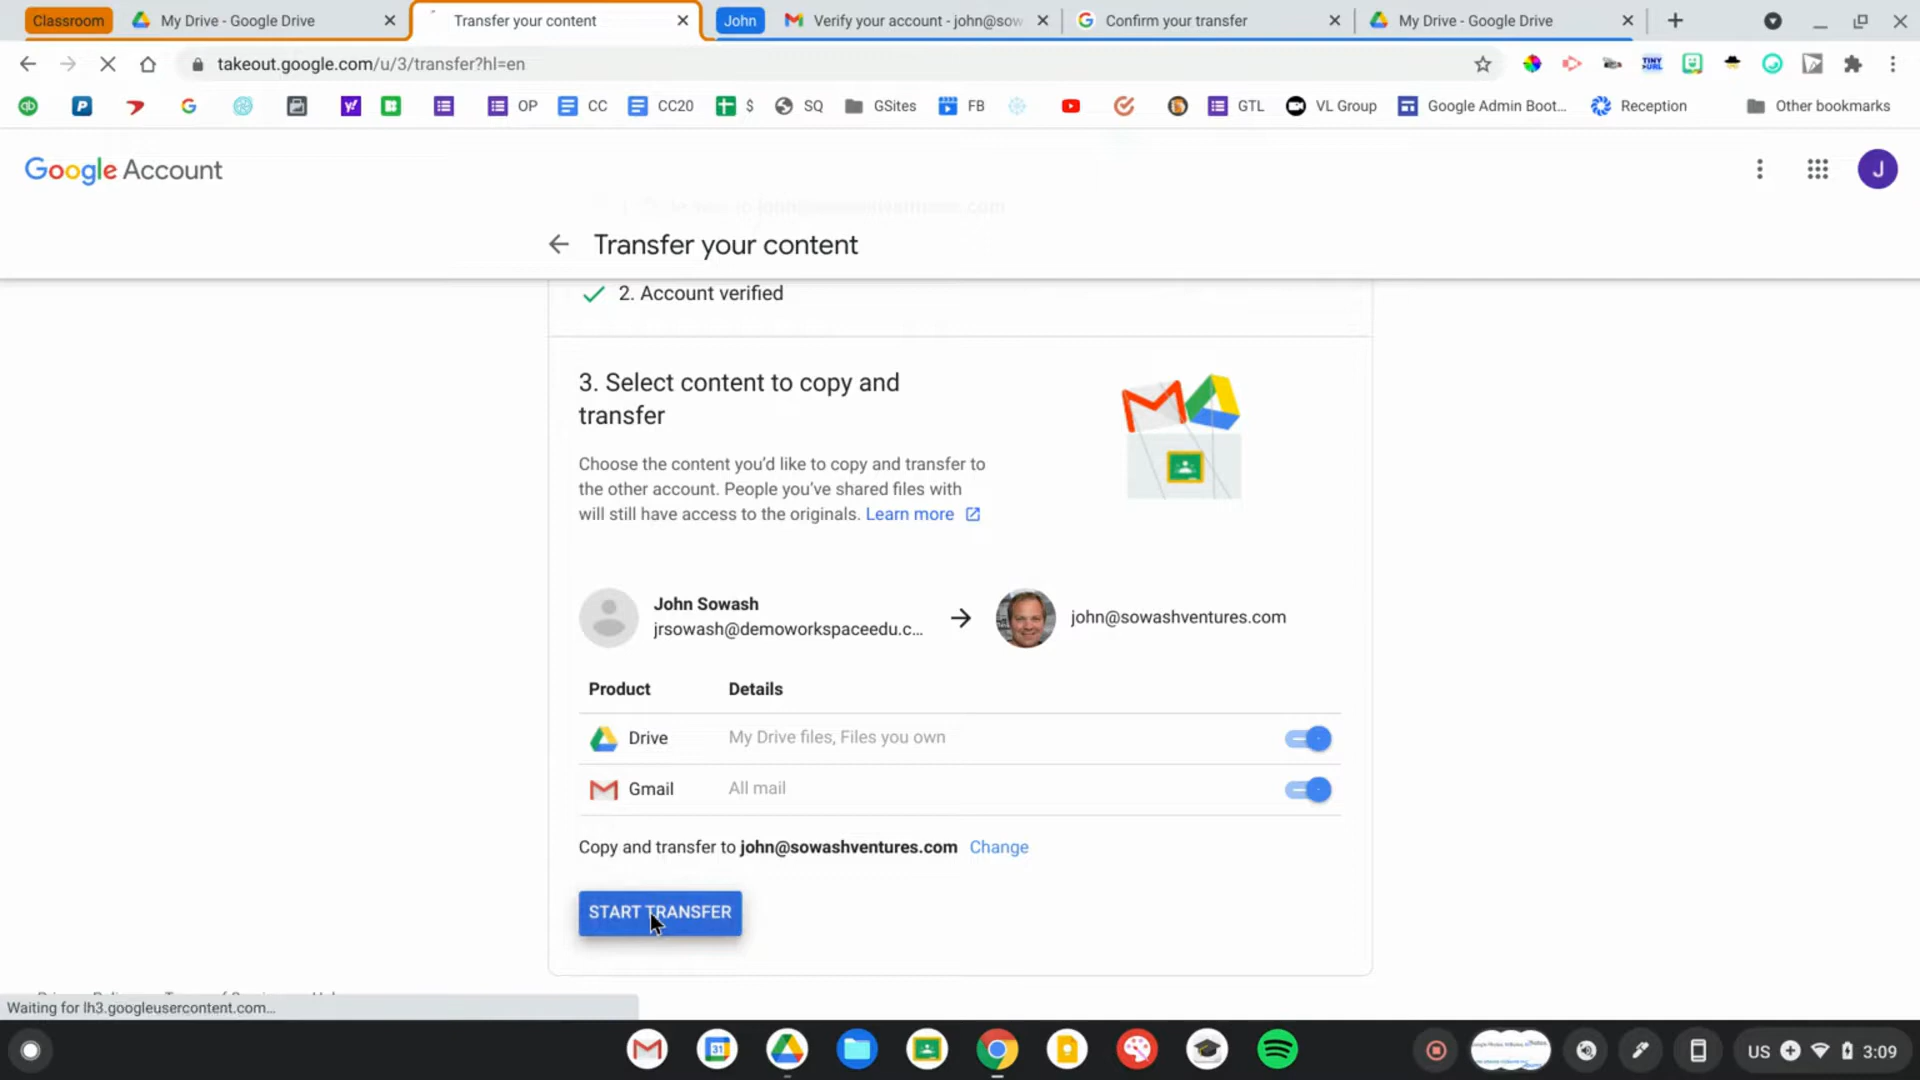 Classroom
My Drive - Google Drive
Transfer your content
John
Verify your account - john@sow
Confirm your transfer
My Drive - Google Drive
takeout.google.com/u/3/transfer?hl=en
OP
CC
CC20
$
SQ
GSites
FB
GTL
VL Group
Google Admin Boot...
Reception
Other bookmarks
Google Account
J
Transfer your content
2. Account verified
3. Select content to copy and
transfer
Choose the content you'd like to copy and transfer to
the other account. People you've shared files with
will still have access to the originals. Learn more
John Sowash
jrsowash@demoworkspaceedu.c...
john@sowashventures.com
Product Details
Drive My Drive files, Files you own
Gmail All mail
Copy and transfer to john@sowashventures.com Change
START TRANSFER
Waiting for lh3.googleusercontent.com...
31
US 3:09